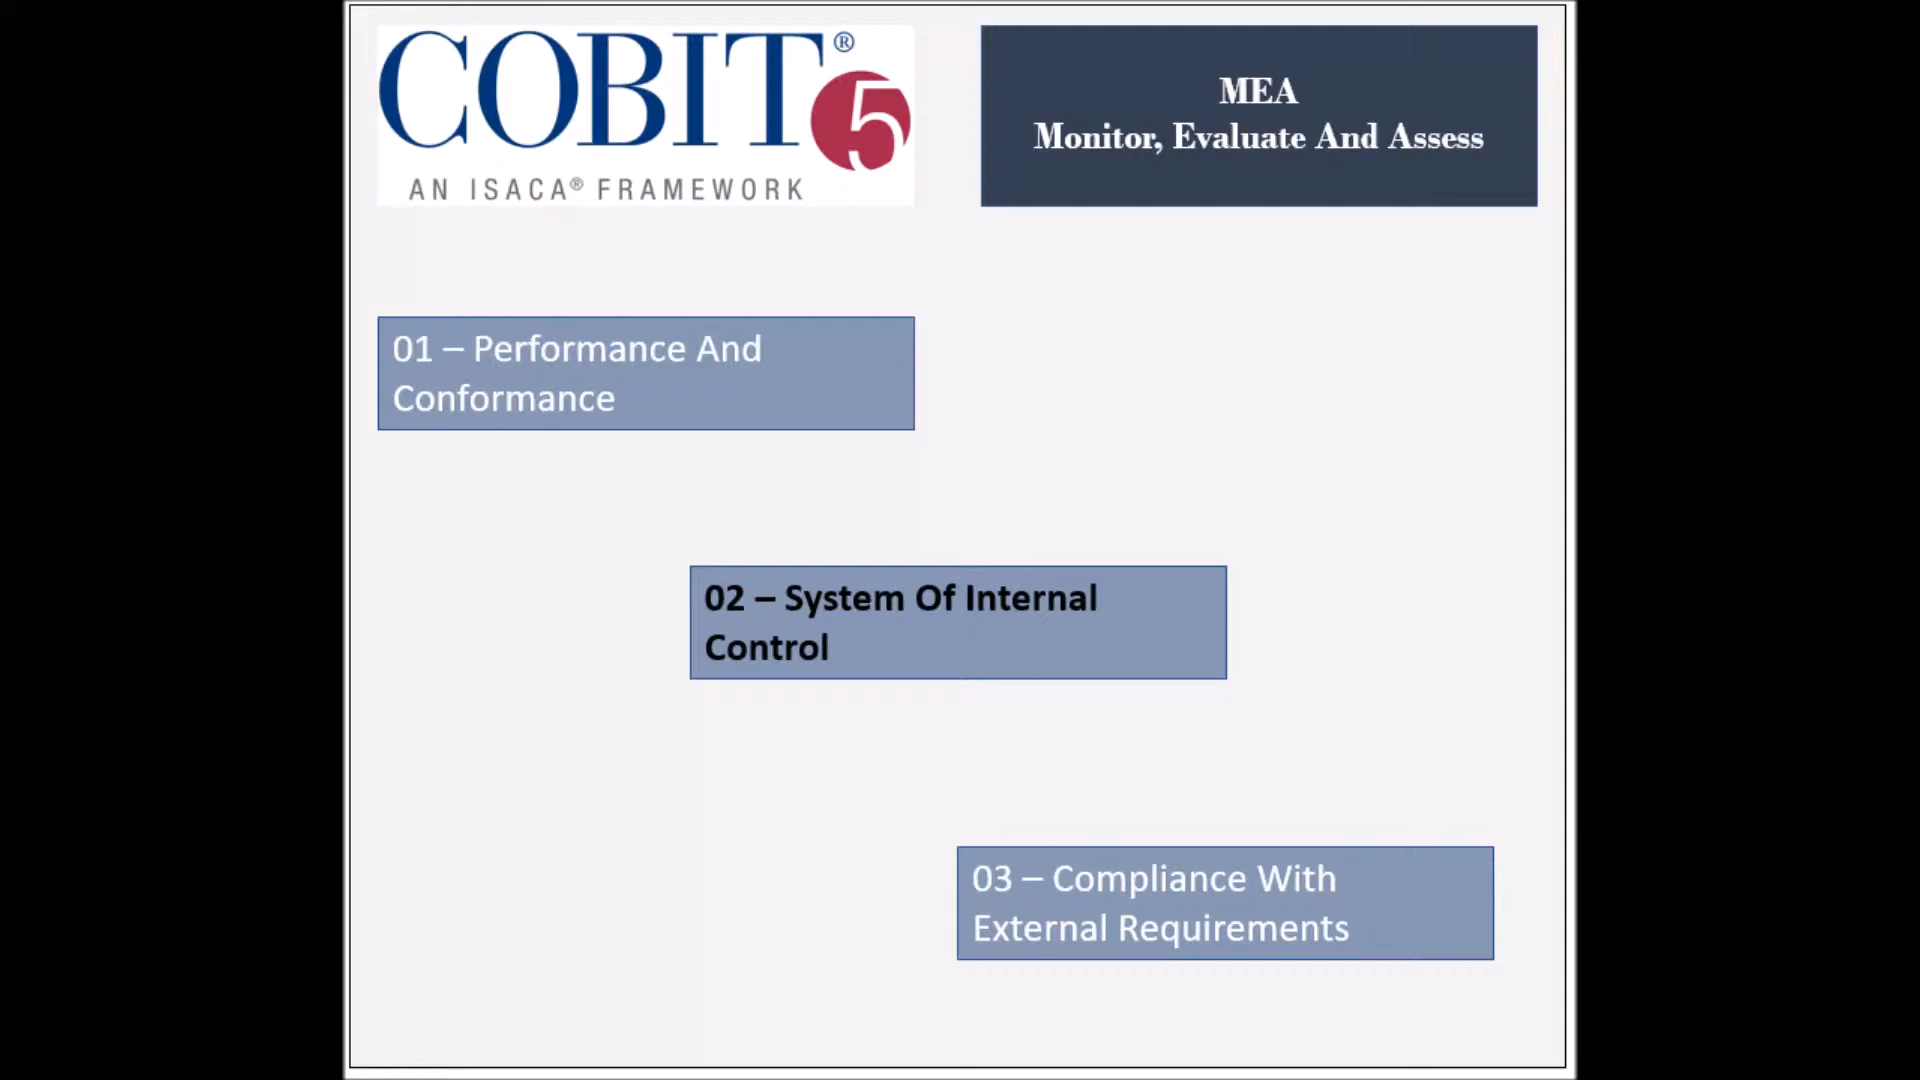 COBIT® 5
AN ISACA® FRAMEWORK
MEA
Monitor, Evaluate And Assess
01 – Performance And
Conformance
02 – System Of Internal
Control
03 – Compliance With
External Requirements